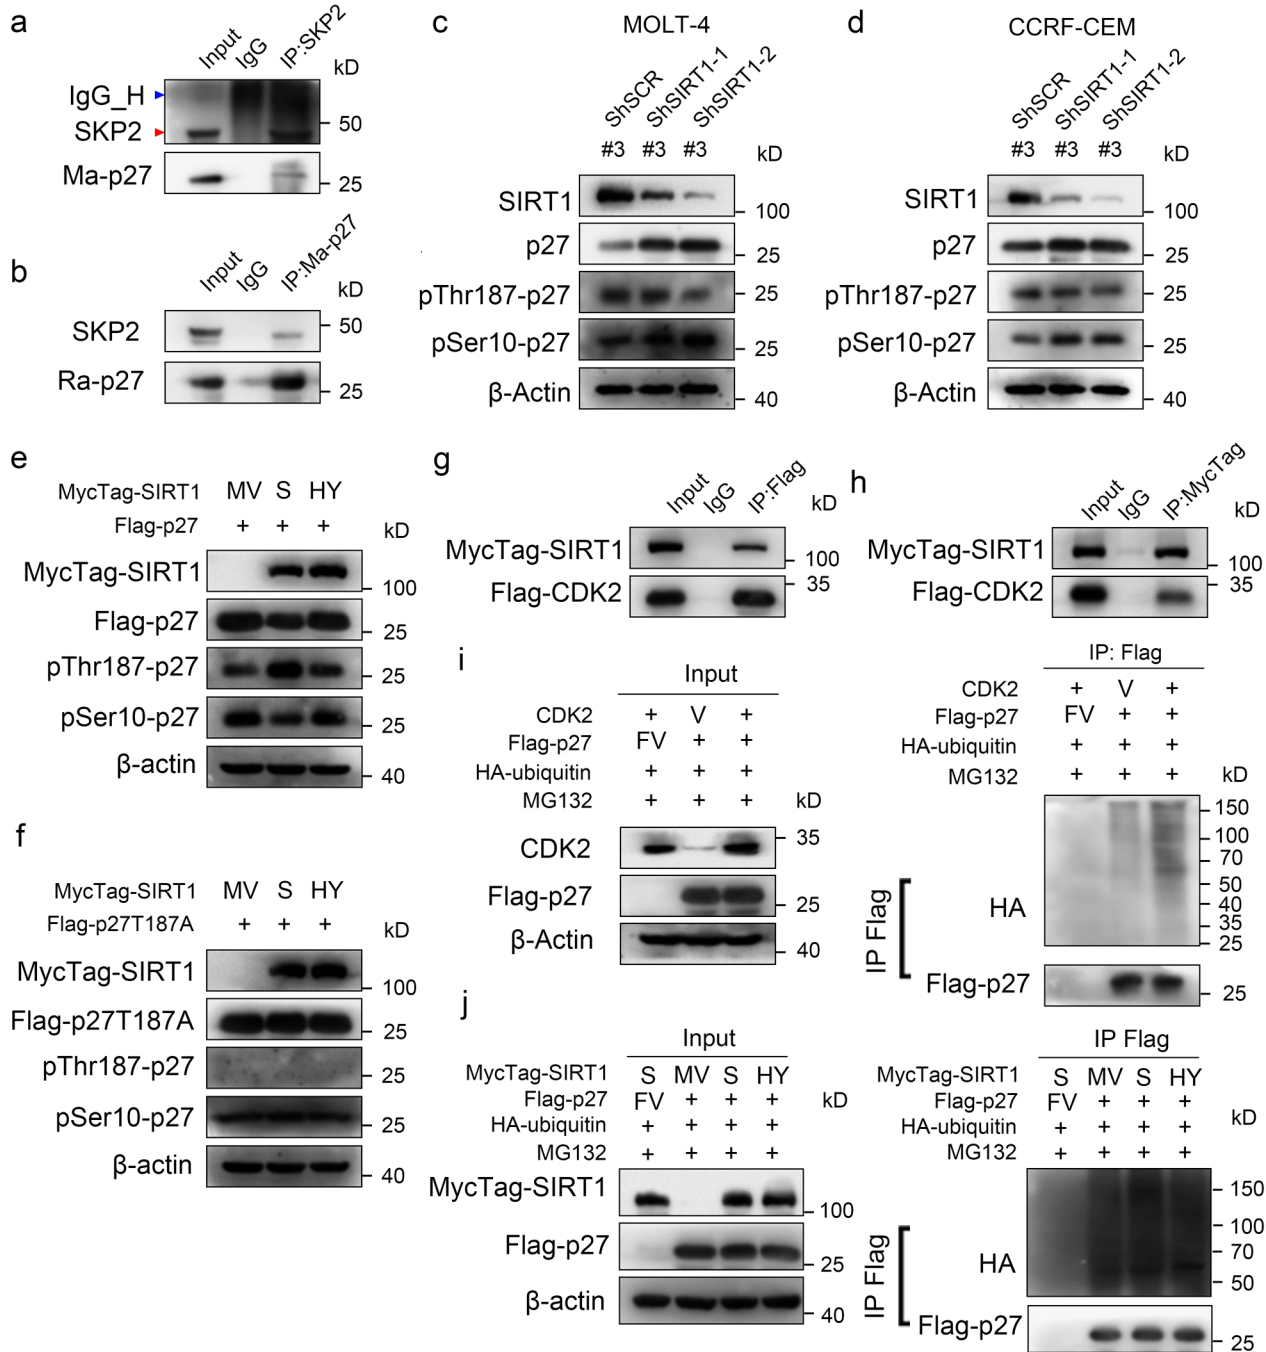 a
Input IgG IP:SKP2
kD
IgG_H
SKP2
50
Ma-p27
25
b
Input IgG IP:Ma-p27
kD
SKP2
50
Ra-p27
25
c
MOLT-4
ShSCR ShSIRT1-1 ShSIRT1-2
#3 #3 #3 kD
SIRT1
100
p27
25
pThr187-p27 25
pSer10-p27
25
β-Actin
40
d
CCRF-CEM
ShSCR ShSIRT1-1 ShSIRT1-2
#3 #3 #3 kD
SIRT1
100
p27
25
pThr187-p27 25
pSer10-p27
25
β-Actin
40
e
MycTag-SIRT1 MV S HY
Flag-p27 + + + kD
MycTag-SIRT1
100
Flag-p27
25
pThr187-p27
25
pSer10-p27
25
β-actin
40
f
MycTag-SIRT1 MV S HY
Flag-p27T187A + + + kD
MycTag-SIRT1
100
Flag-p27T187A
25
pThr187-p27
25
pSer10-p27
25
β-actin
40
g
Input IgG IP:Flag
kD
MycTag-SIRT1
100
Flag-CDK2
35
h
Input IgG IP:MycTag
kD
MycTag-SIRT1
100
Flag-CDK2
35
i
Input
CDK2 + V +
Flag-p27 FV + +
HA-ubiquitin + + +
MG132 + + + kD
CDK2
35
Flag-p27
25
β-Actin
40
IP: Flag
CDK2 + V +
Flag-p27 FV + +
HA-ubiquitin + + +
MG132 + + + kD
150
100
70
50
40
35
25
HA
IP Flag
Flag-p27
25
j
Input
MycTag-SIRT1 S MV S HY
Flag-p27 FV + + + kD
HA-ubiquitin + + + +
MG132 + + + +
MycTag-SIRT1
100
Flag-p27
25
β-actin
40
IP Flag
MycTag-SIRT1 S MV S HY
Flag-p27 FV + + + kD
HA-ubiquitin + + + +
MG132 + + + +
150
100
70
50
HA
IP Flag
Flag-p27
25